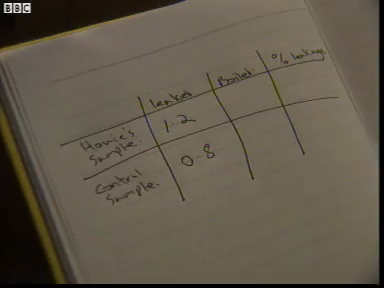 BBC
leaked Boiled % leakage
Howie's 1.2
Sample.
Control 0.8
Sample.